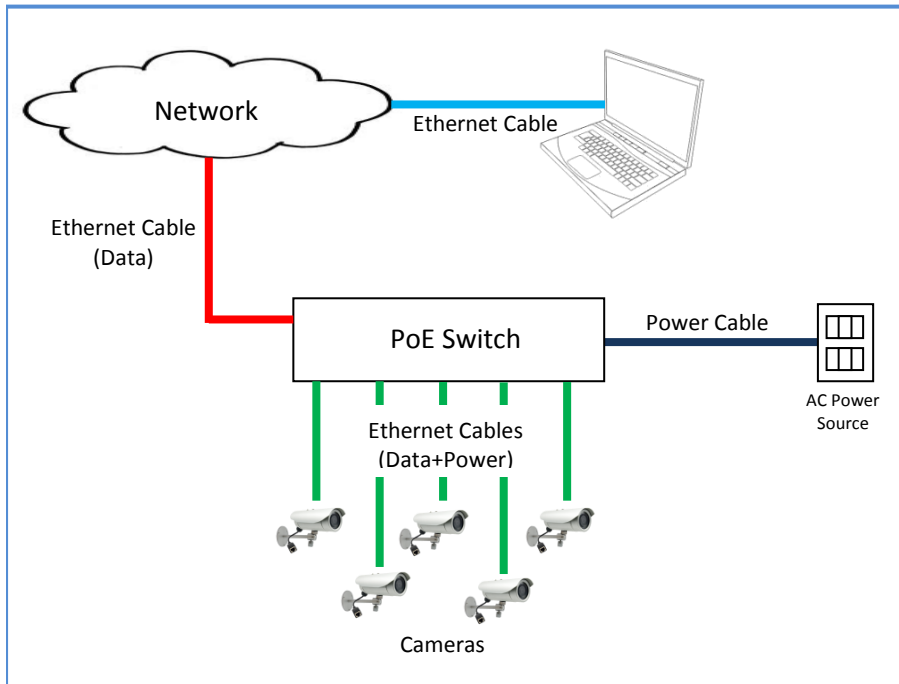 Network
Ethernet Cable
Ethernet Cable
(Data)
PoE Switch
Power Cable
AC Power
Source
Ethernet Cables
(Data+Power)
Cameras